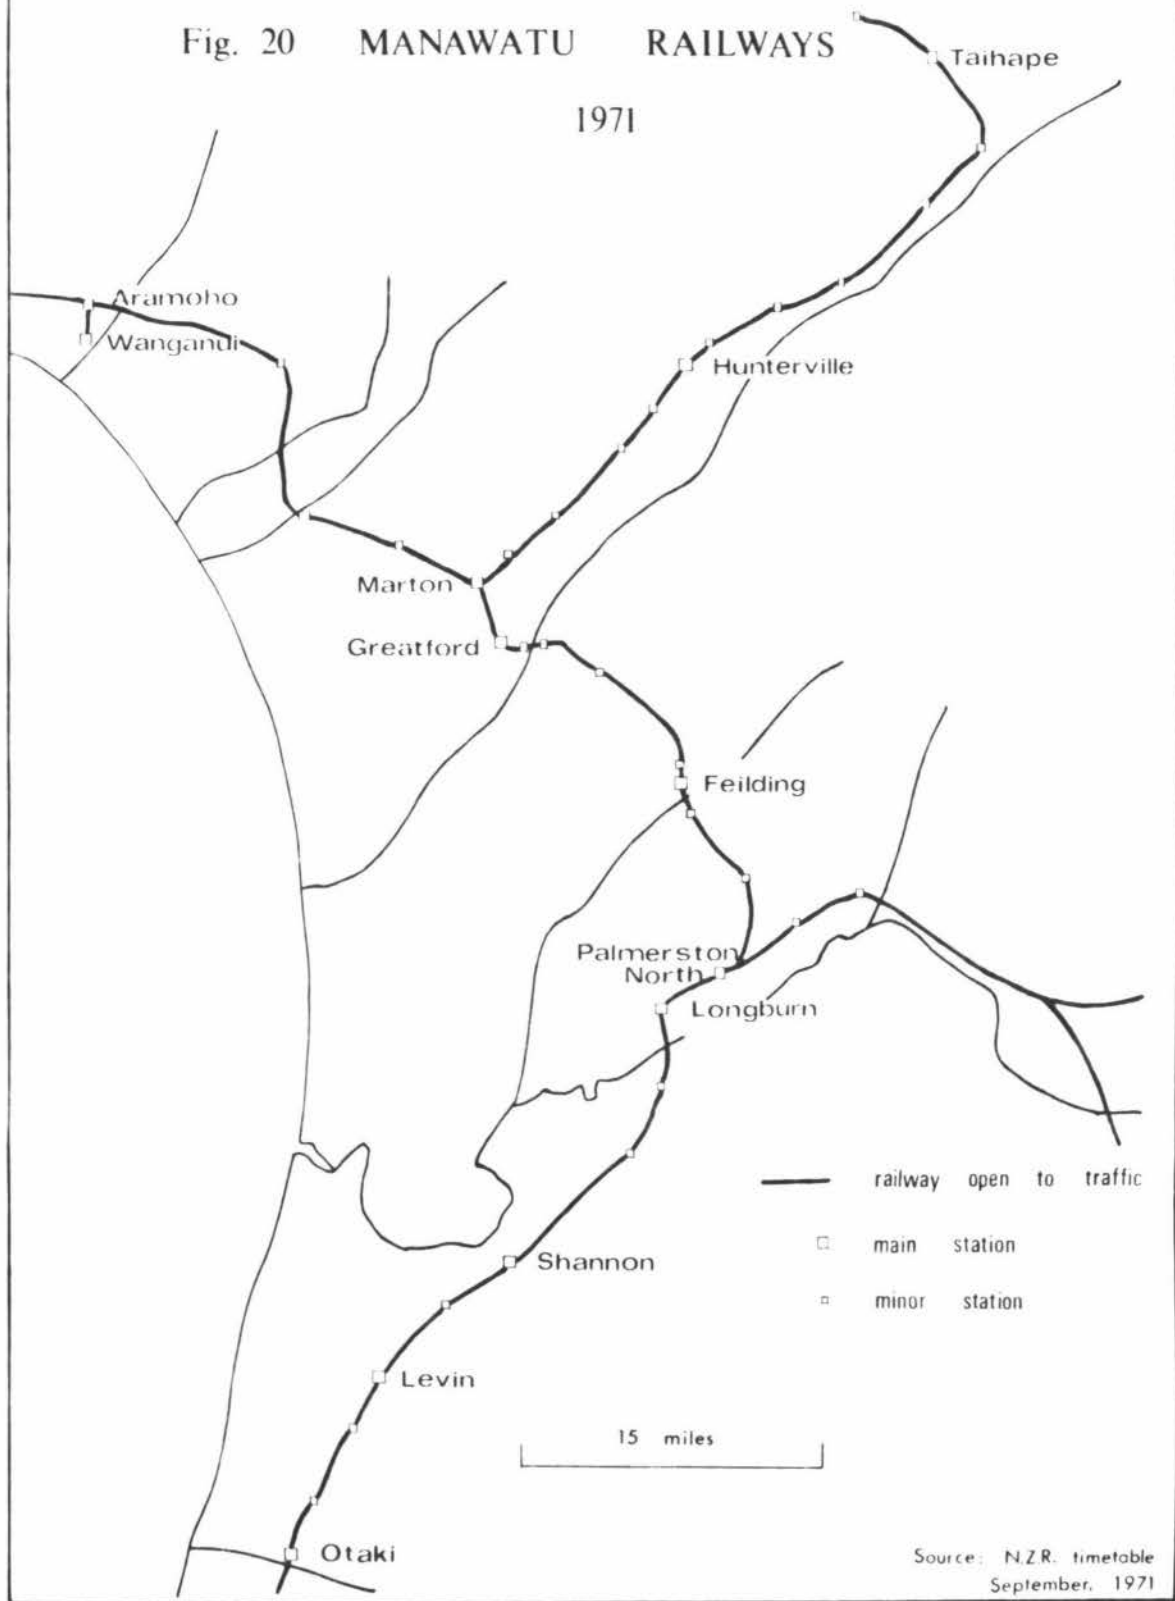 Fig. 20 MANAWATU RAILWAYS
1971
Taihape
Aramoho
Wanganui
Hunterville
Marton
Greatford
Feilding
Palmerston
North
Longburn
railway open to traffic
main station
minor station
Shannon
Levin
15 miles
Otaki
Source: N.Z.R. timetable
September, 1971